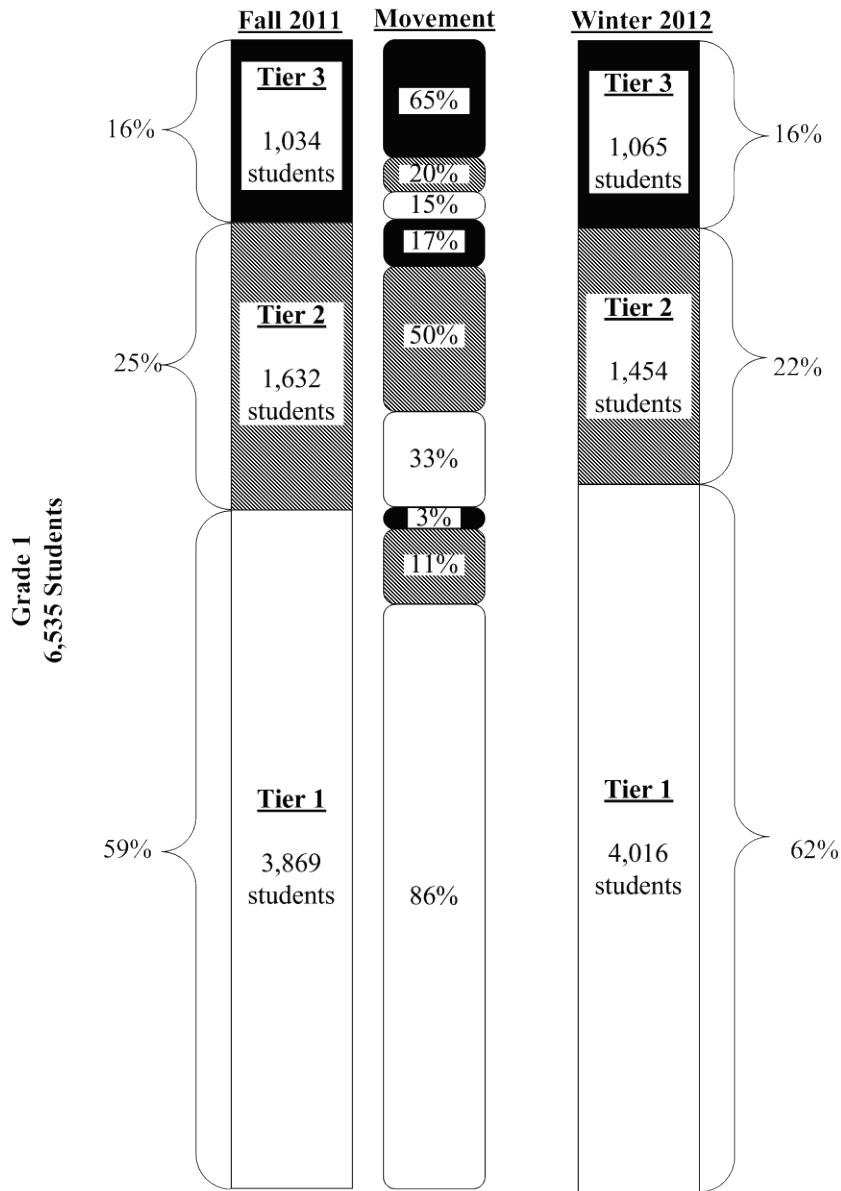 Fall 2011
Movement
Winter 2012
Grade 1
6,535 Students
16%
Tier 3
1,034
students
25%
Tier 2
1,632
students
59%
Tier 1
3,869
students
65%
20%
15%
17%
50%
33%
3%
11%
86%
Tier 3
1,065
students
16%
Tier 2
1,454
students
22%
Tier 1
4,016
students
62%